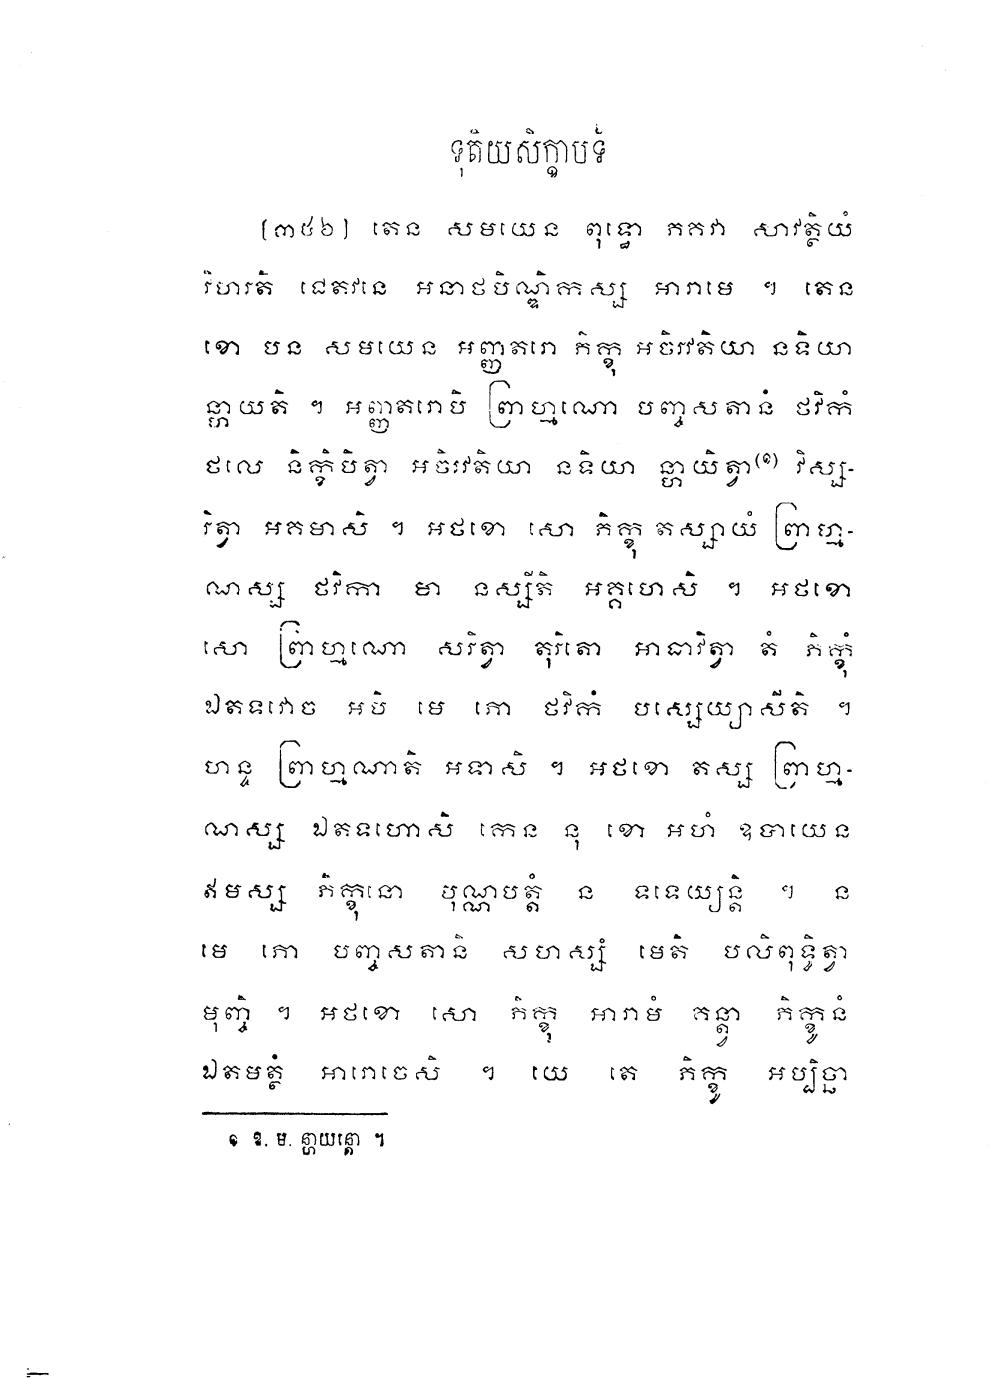 ទុតិយសិក្ខាបទំ
[៣៥៦] តេន សមយេន ពុទ្ធោ ភគវា សាវត្ថិយំ
វិហរតិ ជេតវនេ អនាថបិណ្ឌិកស្ស អារាមេ ។ តេន
ខោ បន សមយេន អញ្ញតរោ ភិក្ខុ អចិរវតិយា នទិយា
ន្ហាយតិ ។ អញ្ញតរោបិ ព្រាហ្មណោ បញ្ចសតានំ ថវិកំ
ថលេ និក្ខិបិត្វា អចិរវតិយា នទិយា ន្ហាយិត្វា(១) វិស្ស-
រិត្វា អគមាសិ ។ អថខោ សោ ភិក្ខុ តស្សាយំ ព្រាហ្ម-
ណស្ស ថវិកា មា នស្សីតិ អគ្គហេសិ ។ អថខោ
សោ ព្រាហ្មណោ សរិត្វា តុរិតោ អាធាវិត្វា តំ ភិក្ខុំ
ឯតទវោច អបិ មេ ភោ ថវិកំ បស្សេយ្យាសីតិ ។
ហន្ទ ព្រាហ្មណាតិ អទាសិ ។ អថខោ តស្ស ព្រាហ្ម-
ណស្ស ឯតទហោសិ កេន នុ ខោ អហំ ឧបាយេន
ឥមស្ស ភិក្ខុនោ បុណ្ណបត្តំ ន ទទេយ្យន្តិ ។ ន
មេ ភោ បញ្ចសតានិ សហស្សំ មេតិ បលិពុទ្ធិត្វា
មុញ្ចិ ។ អថខោ សោ ភិក្ខុ អារាមំ គន្ត្វា ភិក្ខូនំ
ឯតមត្ថំ អារោចេសិ ។ យេ តេ ភិក្ខូ អប្បិច្ឆា
១ ឱ. ម. ន្ហាយន្តោ ។